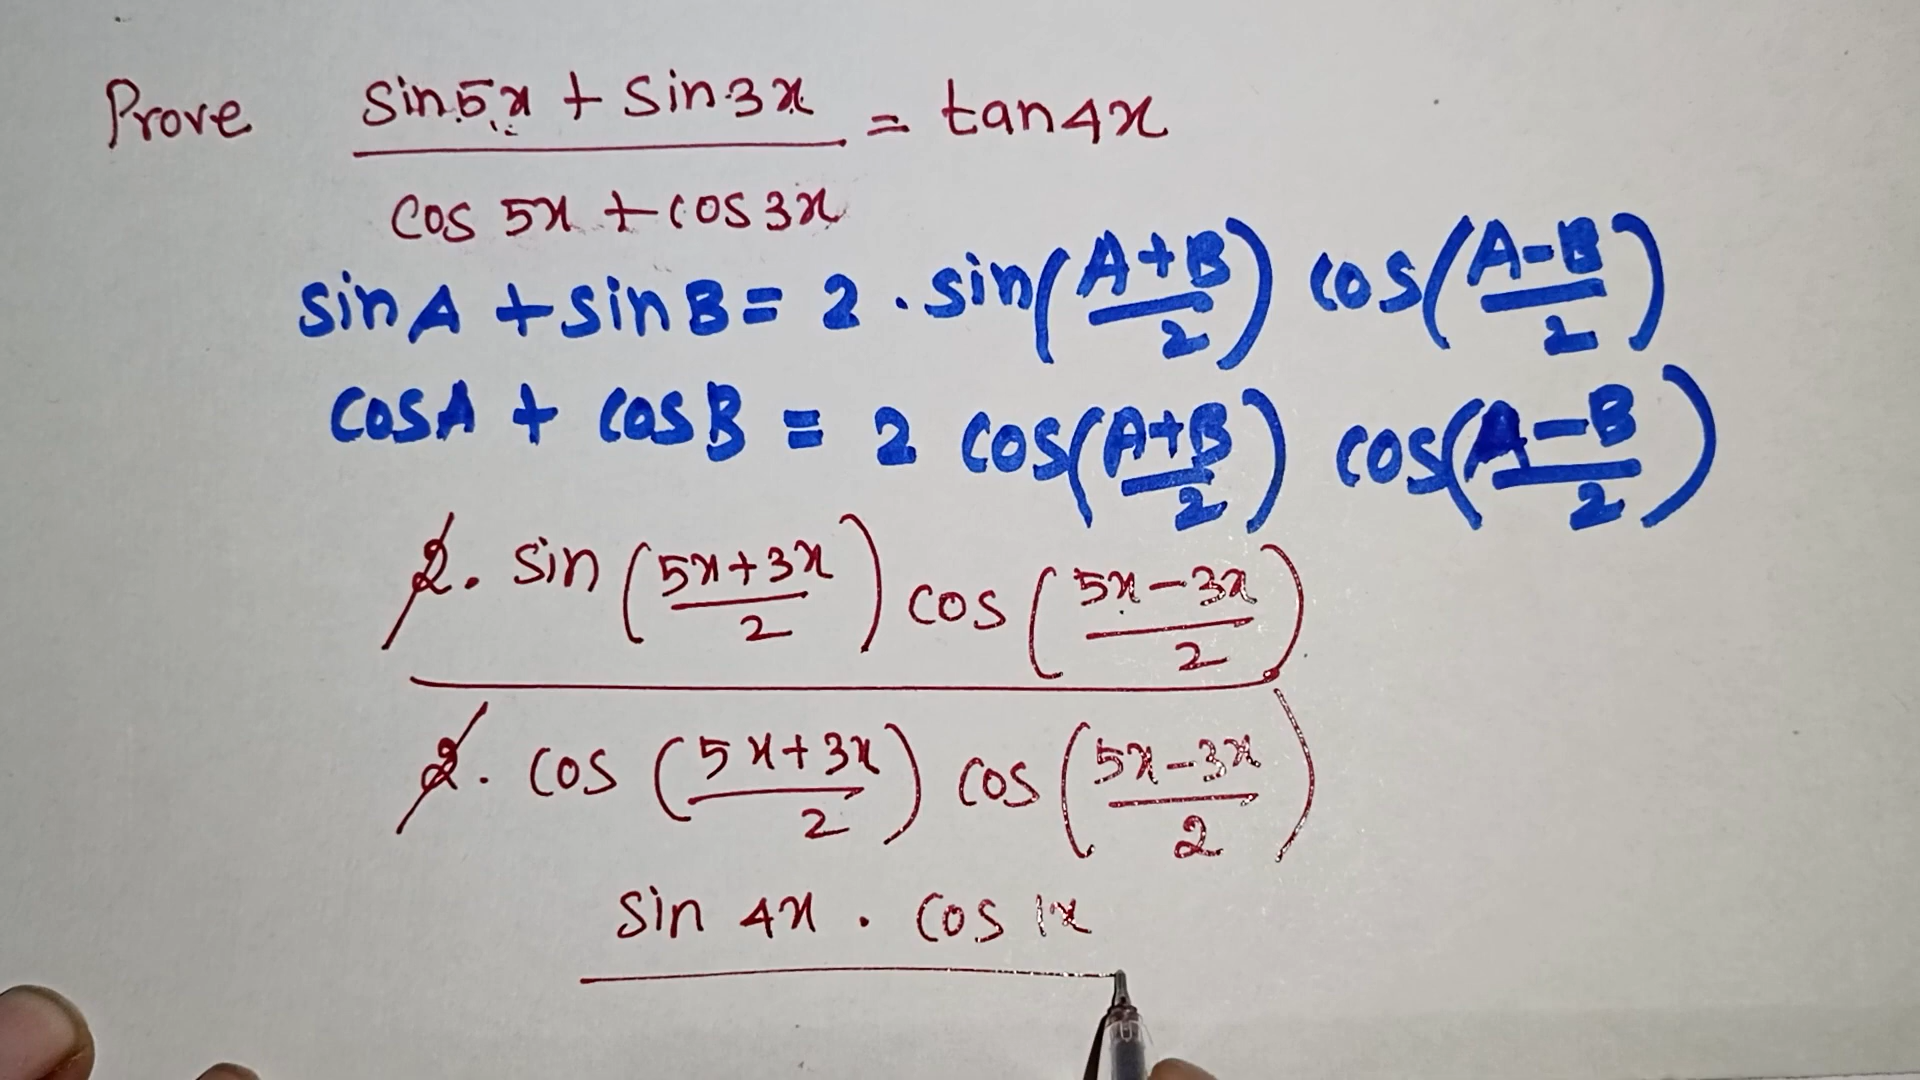 Prove sin5x + sin3x / cos 5x + cos3x = tan4x
sinA + sinB = 2 . sin(A+B/2) cos(A-B/2)
cosA + cosB = 2 cos(A+B/2) cos(A-B/2)
2. sin (5x+3x/2) cos (5x-3x/2)
2. cos (5x+3x/2) cos (5x-3x/2)
sin 4x . cos 1x